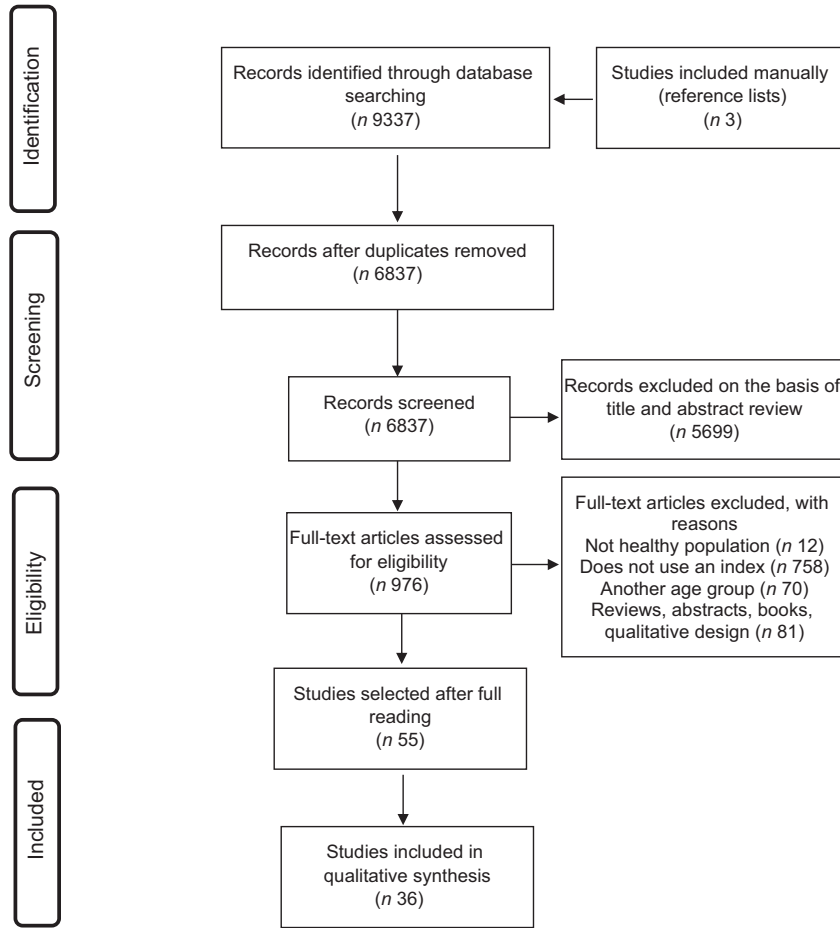 Identification
Records identified through database
searching
(n 9337)
Studies included manually
(reference lists)
(n 3)
Screening
Records after duplicates removed
(n 6837)
Records screened
(n 6837)
Records excluded on the basis of
title and abstract review
(n 5699)
Eligibility
Full-text articles assessed
for eligibility
(n 976)
Full-text articles excluded, with
reasons
Not healthy population (n 12)
Does not use an index (n 758)
Another age group (n 70)
Reviews, abstracts, books,
qualitative design (n 81)
Studies selected after full
reading
(n 55)
Included
Studies included in
qualitative synthesis
(n 36)